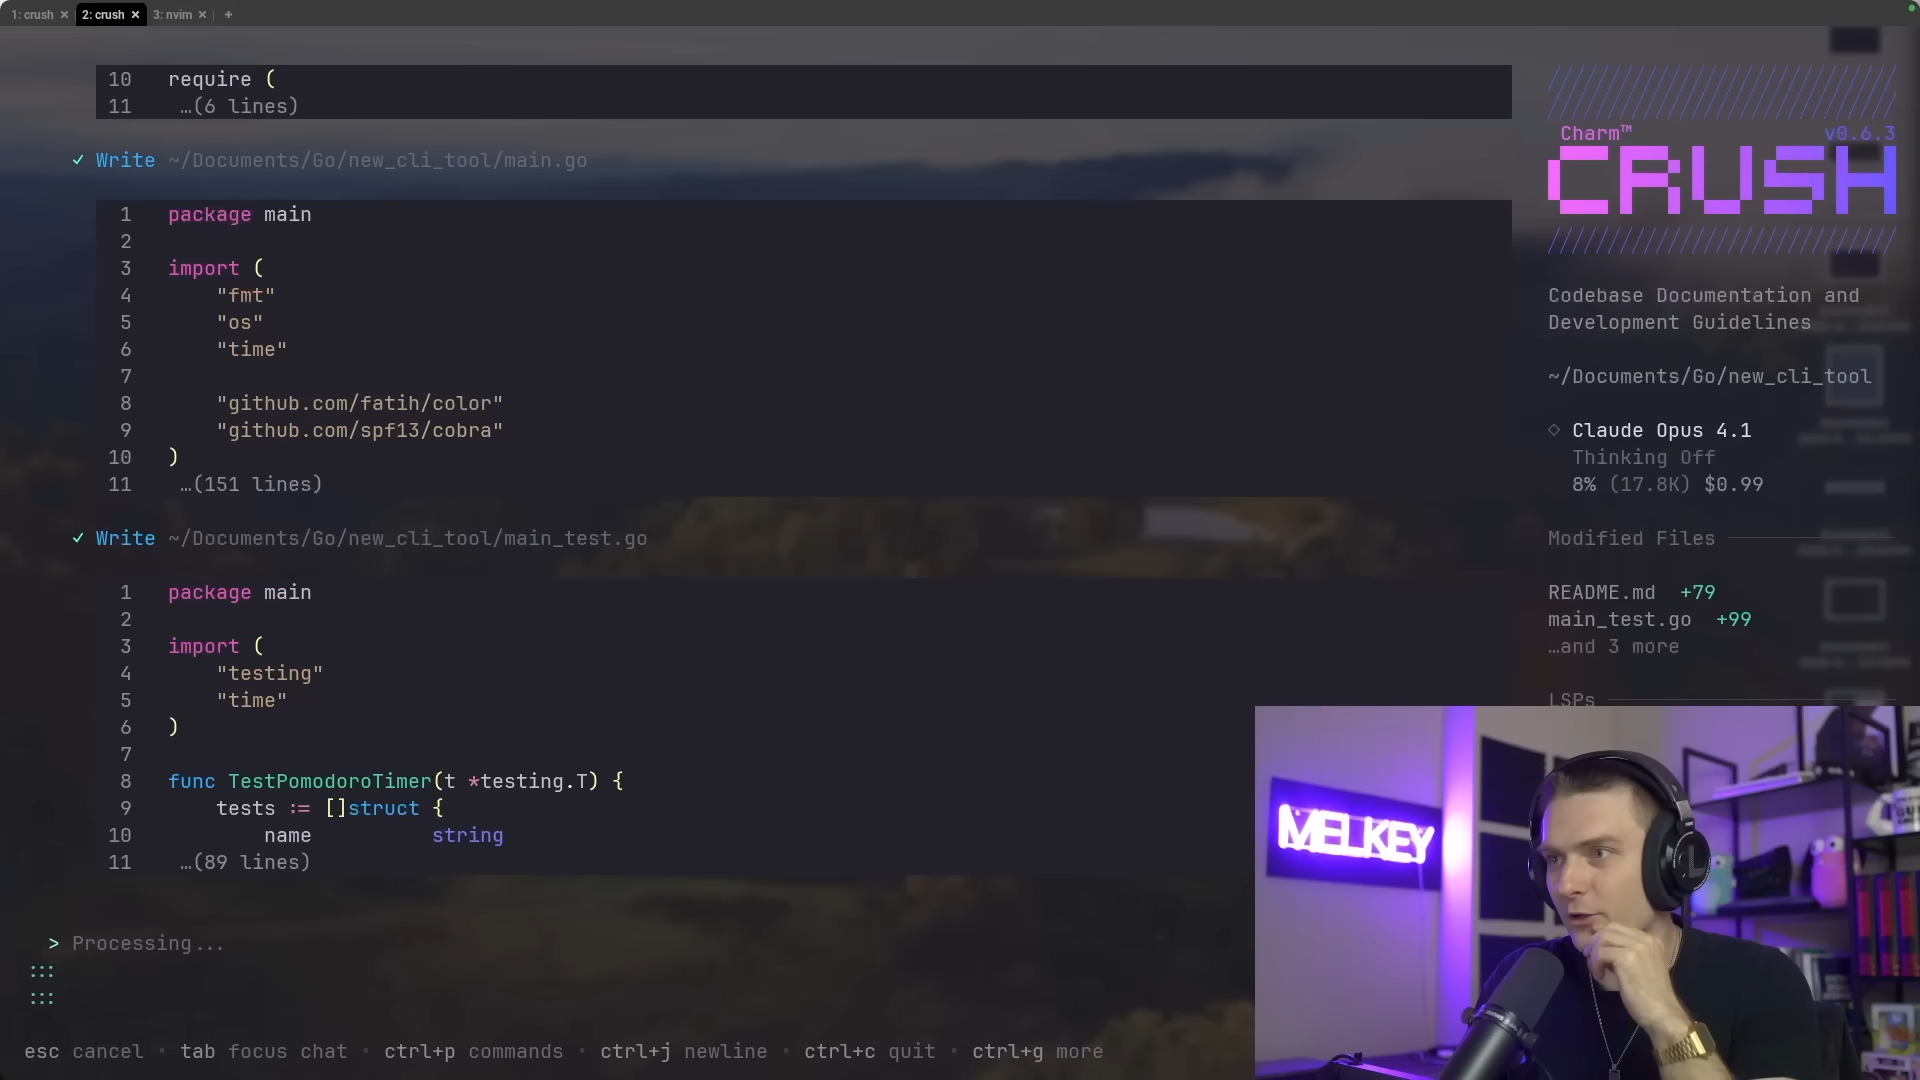 1: crush × 2: crush × 3: nvim × +
10 require (
11 …(6 lines)
✓ Write ~/Documents/Go/new_cli_tool/main.go
1 package main
2
3 import (
4 "fmt"
5 "os"
6 "time"
7
8 "github.com/fatih/color"
9 "github.com/spf13/cobra"
10 )
11 …(151 lines)
✓ Write ~/Documents/Go/new_cli_tool/main_test.go
1 package main
2
3 import (
4 "testing"
5 "time"
6 )
7
8 func TestPomodoroTimer(t *testing.T) {
9 tests := []struct {
10 name string
11 …(89 lines)
> Processing...
:::
:::
esc cancel · tab focus chat · ctrl+p commands · ctrl+j newline · ctrl+c quit · ctrl+g more
Charm™ v0.6.3
CRUSH
Codebase Documentation and
Development Guidelines
~/Documents/Go/new_cli_tool
◇ Claude Opus 4.1
Thinking Off
8% (17.8K) $0.99
Modified Files
README.md +79
main_test.go +99
…and 3 more
LSPs
MELKEY